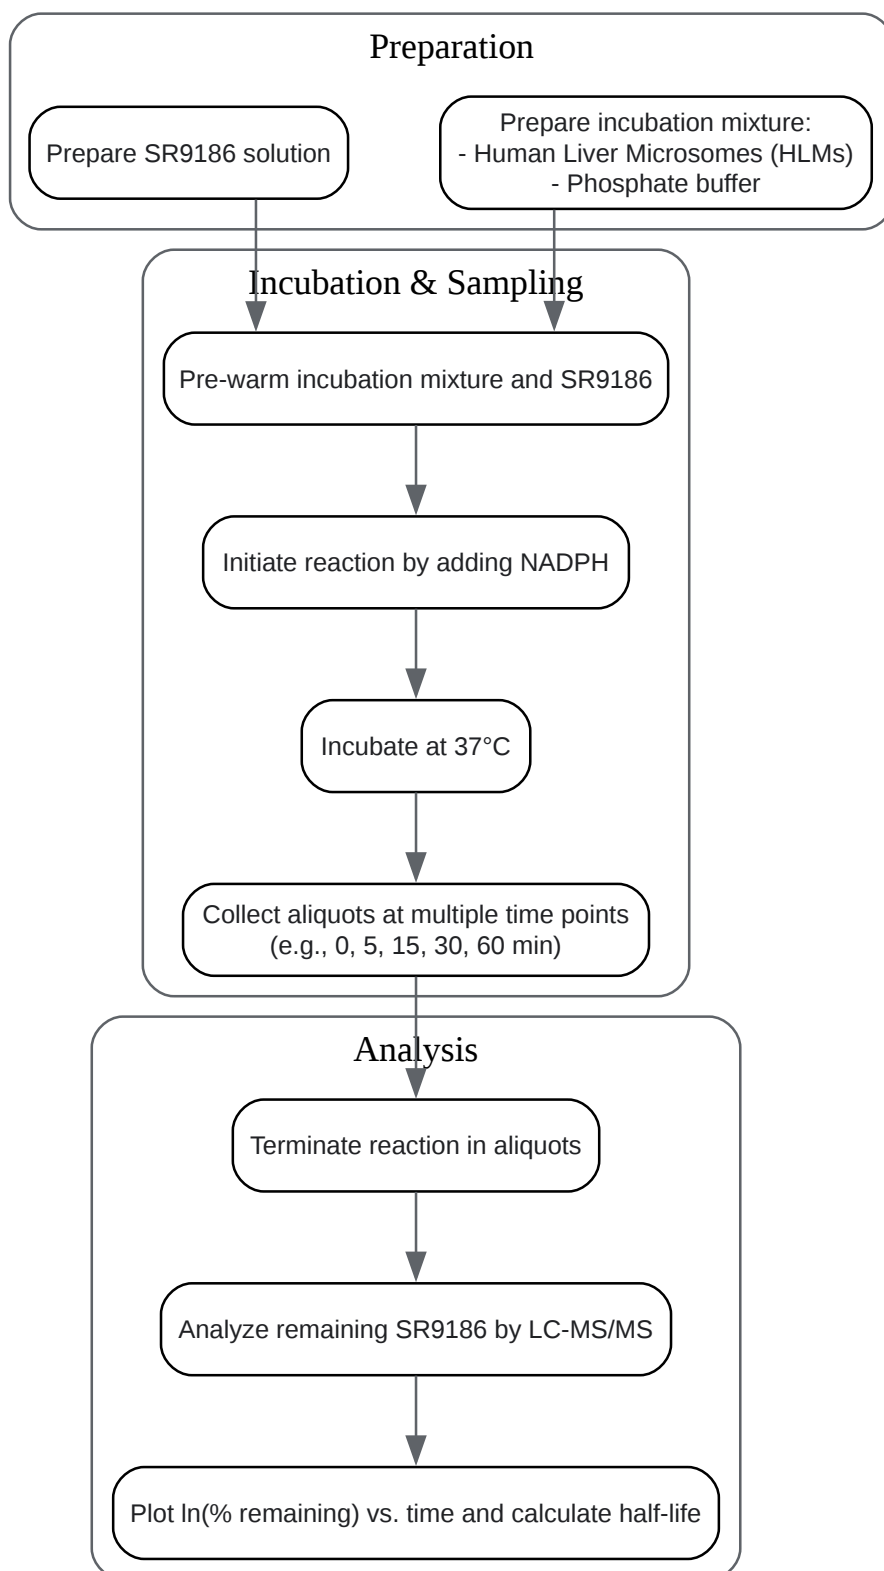 Preparation
Prepare SR9186 solution
Prepare incubation mixture:
- Human Liver Microsomes (HLMs)
- Phosphate buffer
Incubation & Sampling
Pre-warm incubation mixture and SR9186
Initiate reaction by adding NADPH
Incubate at 37°C
Collect aliquots at multiple time points
(e.g., 0, 5, 15, 30, 60 min)
Analysis
Terminate reaction in aliquots
Analyze remaining SR9186 by LC-MS/MS
Plot ln(% remaining) vs. time and calculate half-life